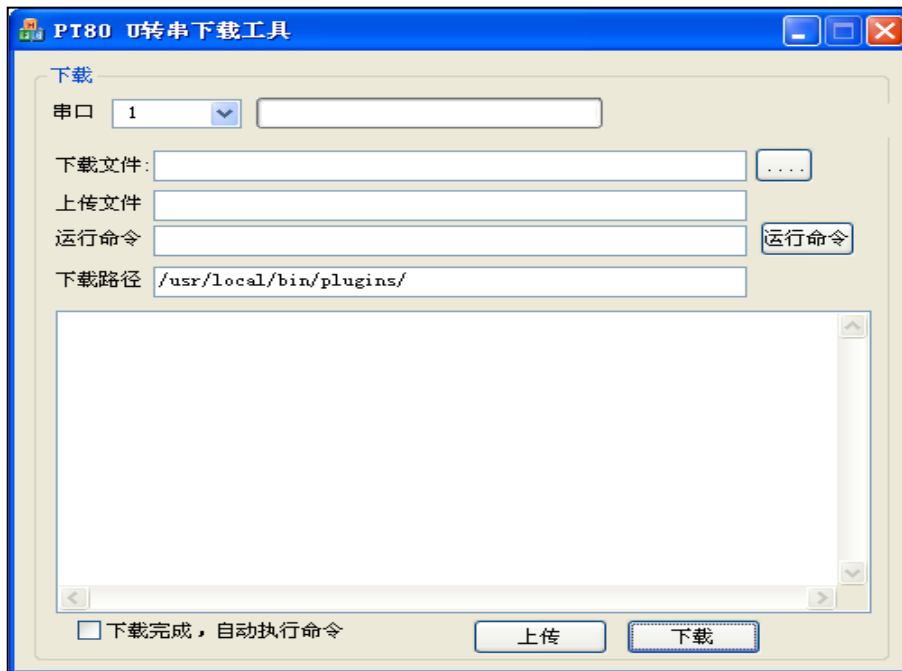 PT80 U转串下载工具
下载
串口 1
下载文件: ....
上传文件
运行命令 运行命令
下载路径 /usr/local/bin/plugins/
下载完成，自动执行命令 上传 下载